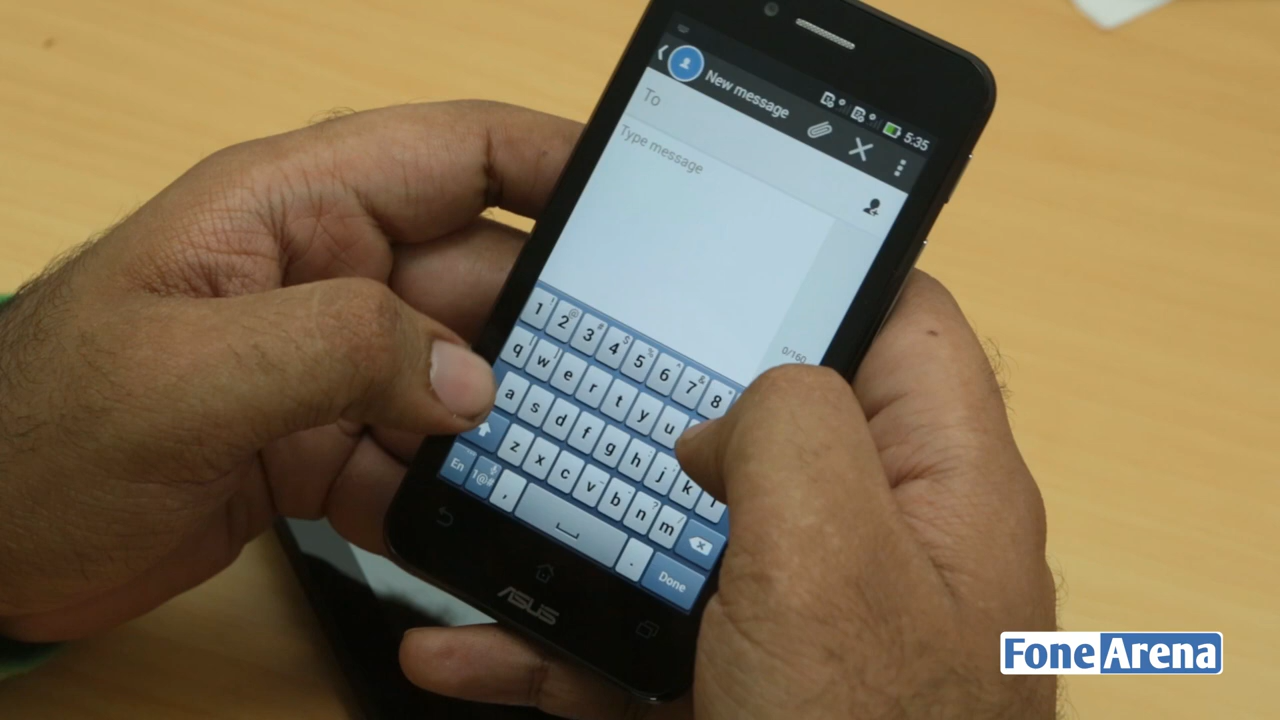 5:35
New message
To
Type message
0/160
1 ! 2 @ 3 # 4 $ 5 % 6 ^ 7 & 8 *
q w e r t y u
a s d f g h j k l
z x c v b n m
En 1@# , . Done
ASUS
FoneArena